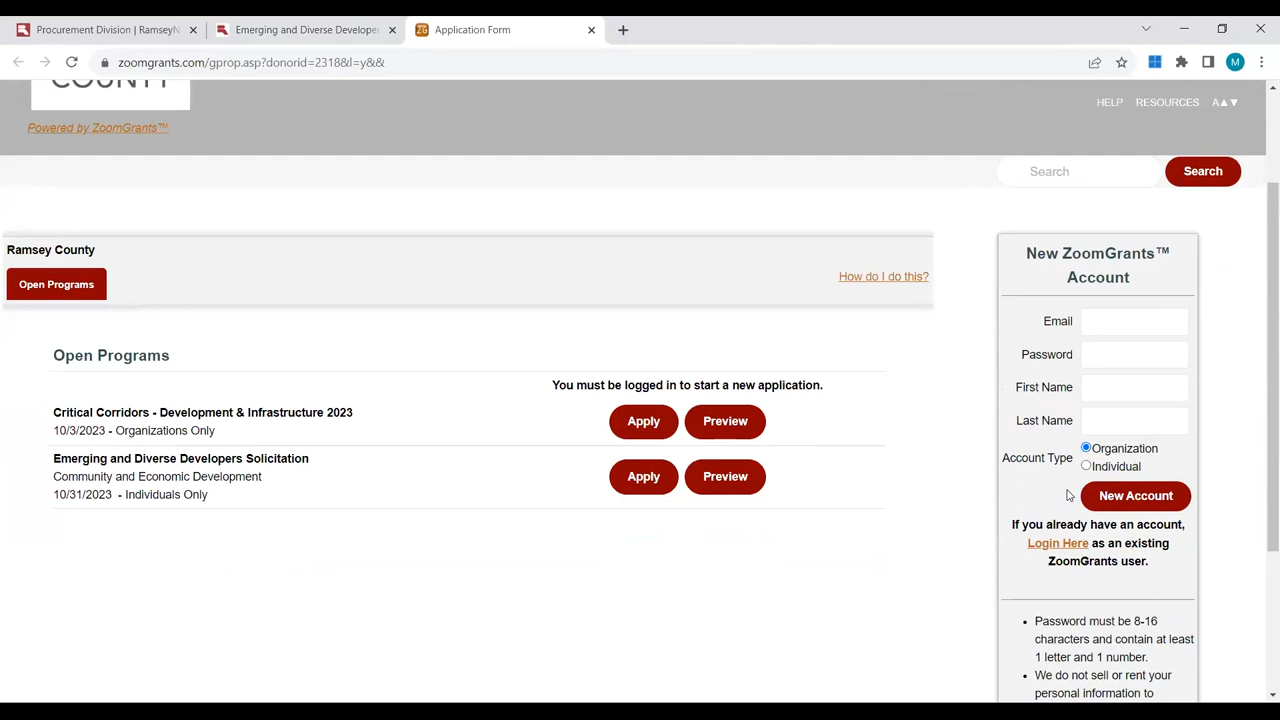 Procurement Division | RamseyN
Emerging and Diverse Develope
Application Form
zoomgrants.com/gprop.asp?donorid=2318&l=y&&
M
COUNTY
Powered by ZoomGrants™
HELP RESOURCES A▲▼
Search Search
Ramsey County
Open Programs
How do I do this?
Open Programs
You must be logged in to start a new application.
Critical Corridors - Development & Infrastructure 2023
10/3/2023 - Organizations Only
Apply Preview
Emerging and Diverse Developers Solicitation
Community and Economic Development
10/31/2023 - Individuals Only
Apply Preview
New ZoomGrants™
Account
Email
Password
First Name
Last Name
Account Type
Organization
Individual
New Account
If you already have an account,
Login Here as an existing
ZoomGrants user.
• Password must be 8-16
characters and contain at least
1 letter and 1 number.
• We do not sell or rent your
personal information to